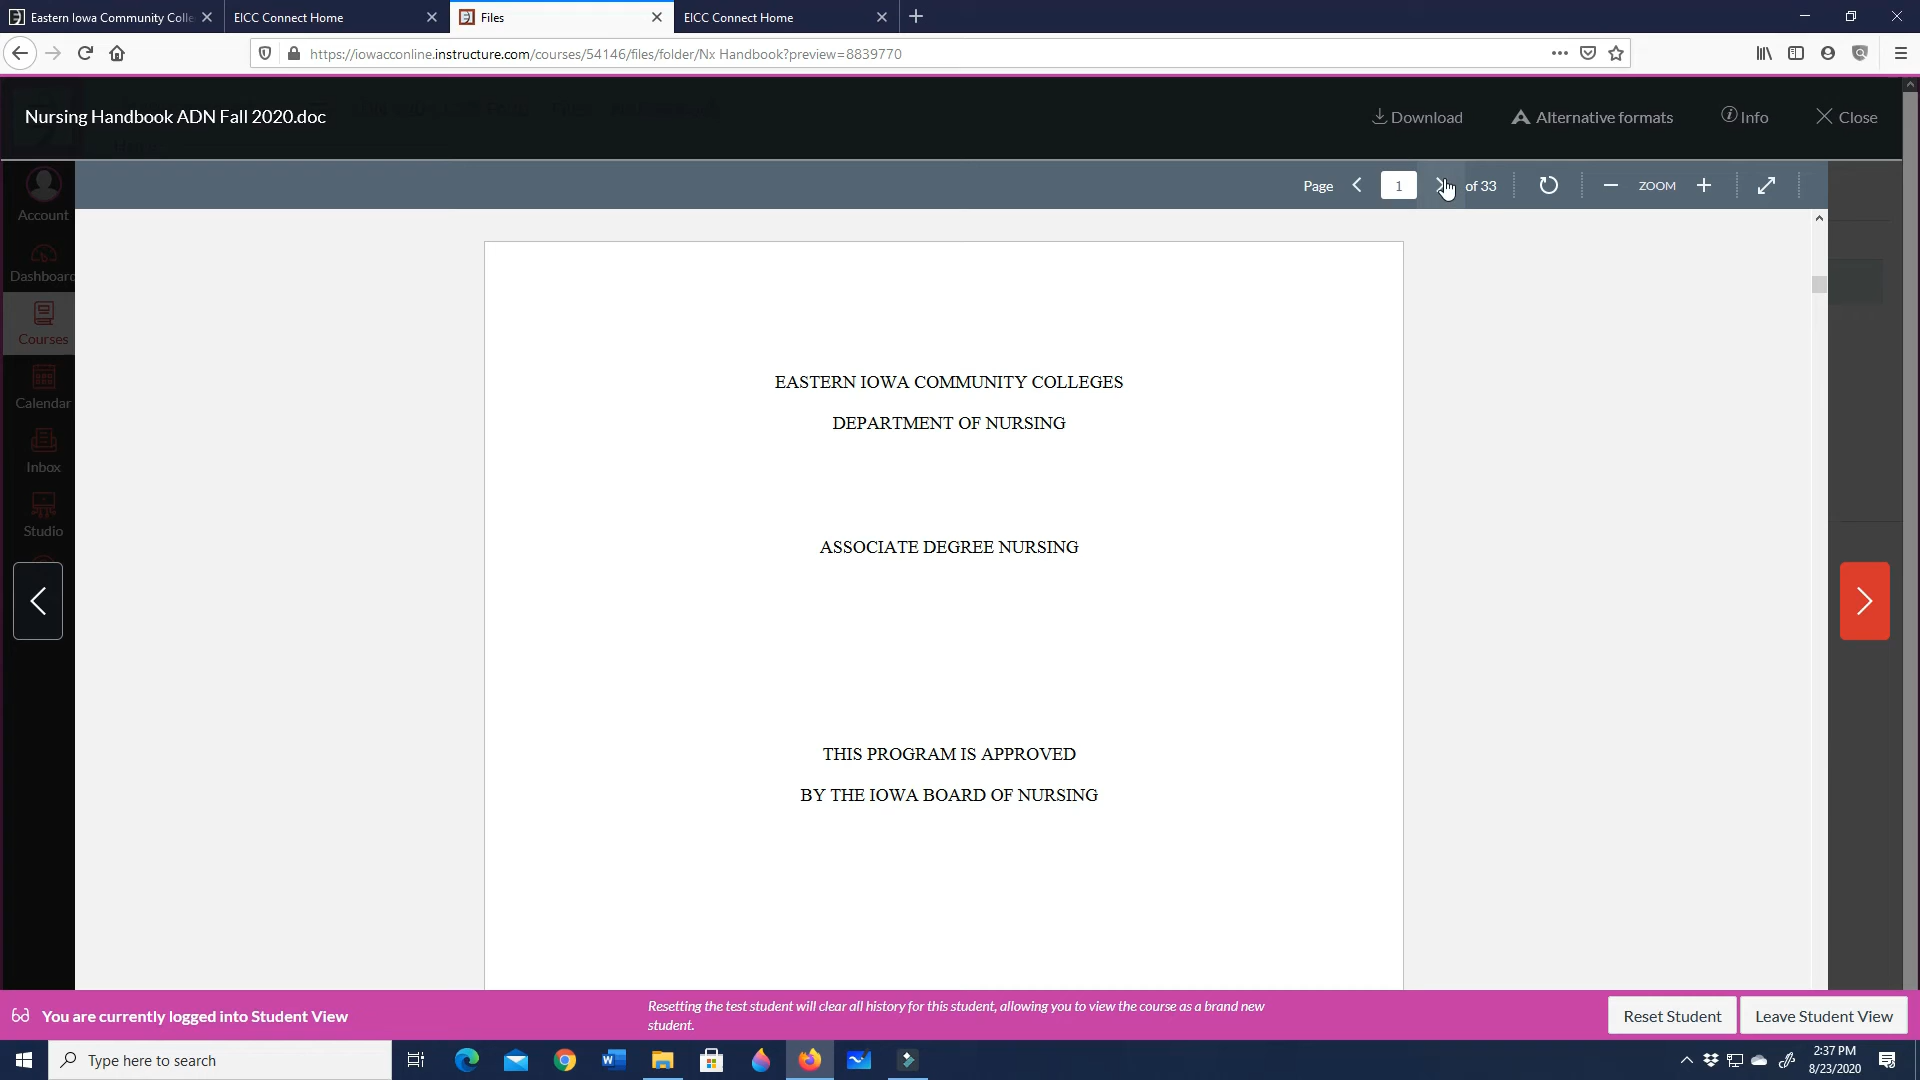 Eastern Iowa Community Colle
EICC Connect Home
Files
EICC Connect Home
https://iowacconline.instructure.com/courses/54146/files/folder/Nx Handbook?preview=8839770
Nursing Handbook ADN Fall 2020.doc
Download
Alternative formats
Info
Close
Page
1
of 33
ZOOM
Account
Dashboard
Courses
Calendar
Inbox
Studio
EASTERN IOWA COMMUNITY COLLEGES
DEPARTMENT OF NURSING
ASSOCIATE DEGREE NURSING
THIS PROGRAM IS APPROVED
BY THE IOWA BOARD OF NURSING
You are currently logged into Student View
Resetting the test student will clear all history for this student, allowing you to view the course as a brand new
student.
Reset Student
Leave Student View
Type here to search
2:37 PM
8/23/2020